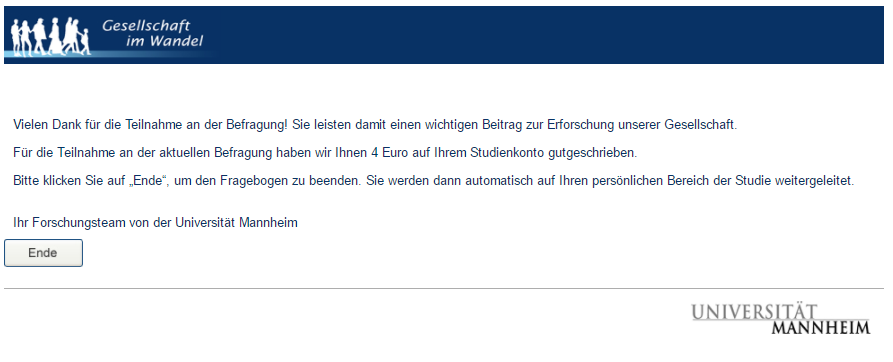 Gesellschaft
im Wandel
Vielen Dank für die Teilnahme an der Befragung! Sie leisten damit einen wichtigen Beitrag zur Erforschung unserer Gesellschaft.
Für die Teilnahme an der aktuellen Befragung haben wir Ihnen 4 Euro auf Ihrem Studienkonto gutgeschrieben.
Bitte klicken Sie auf „Ende“, um den Fragebogen zu beenden. Sie werden dann automatisch auf Ihren persönlichen Bereich der Studie weitergeleitet.
Ihr Forschungsteam von der Universität Mannheim
Ende
UNIVERSITÄT
MANNHEIM